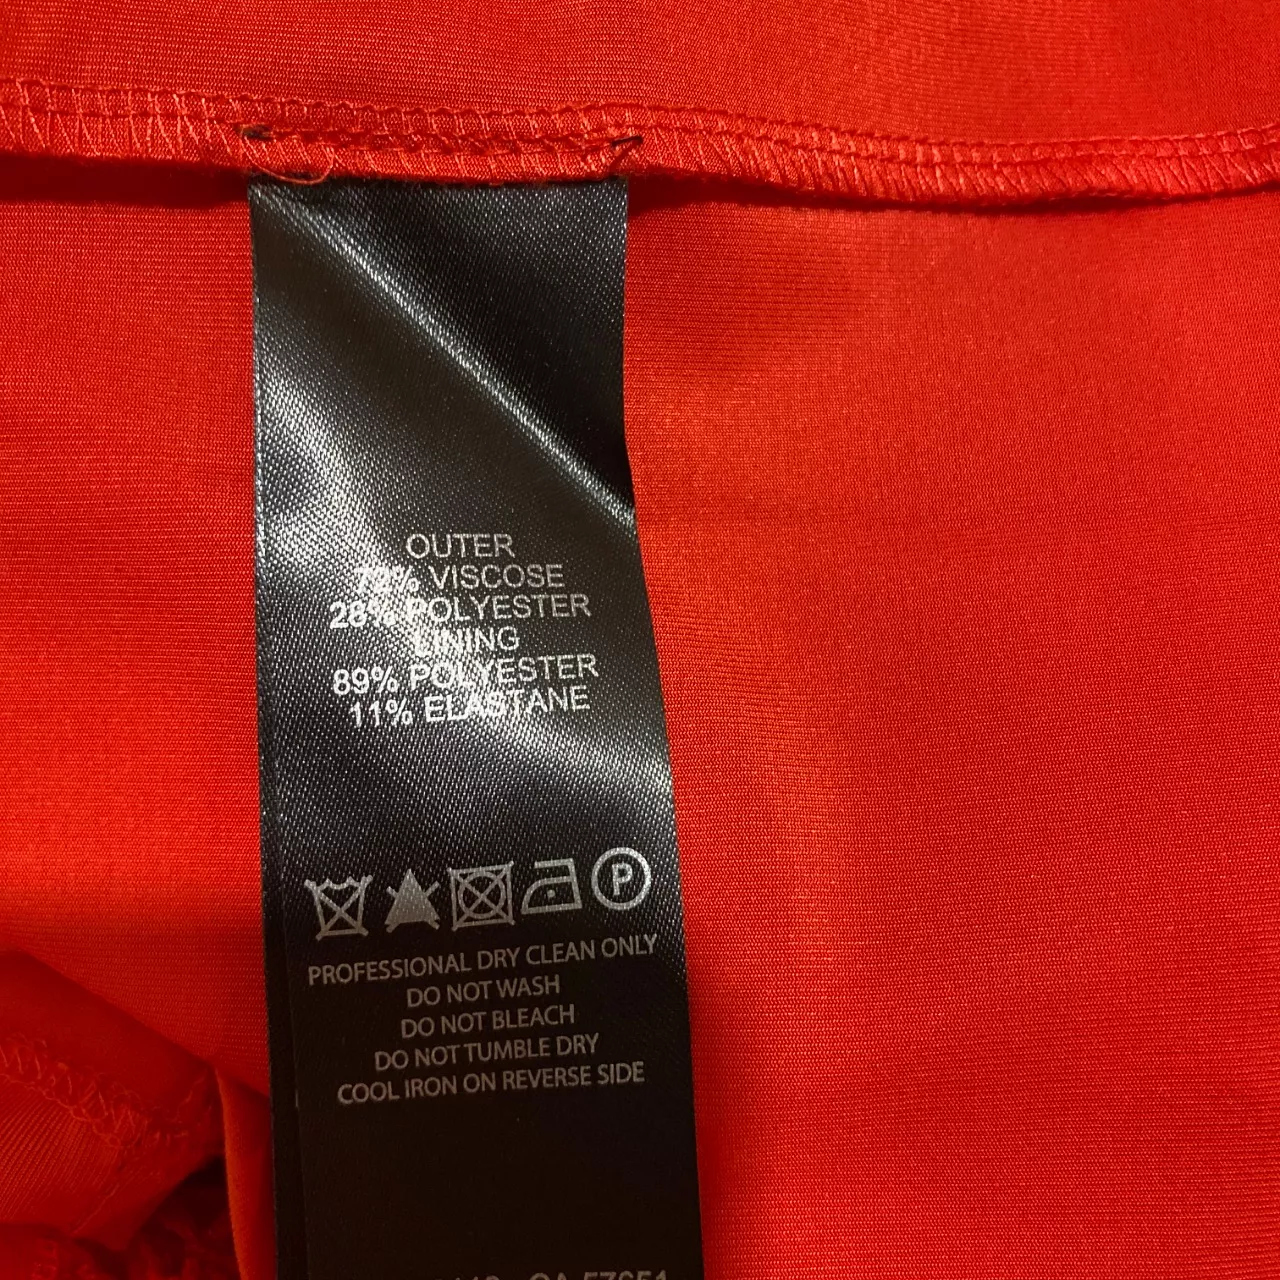 OUTER
72% VISCOSE
28% POLYESTER
LINING
89% POLYESTER
11% ELASTANE
P
PROFESSIONAL DRY CLEAN ONLY
DO NOT WASH
DO NOT BLEACH
DO NOT TUMBLE DRY
COOL IRON ON REVERSE SIDE